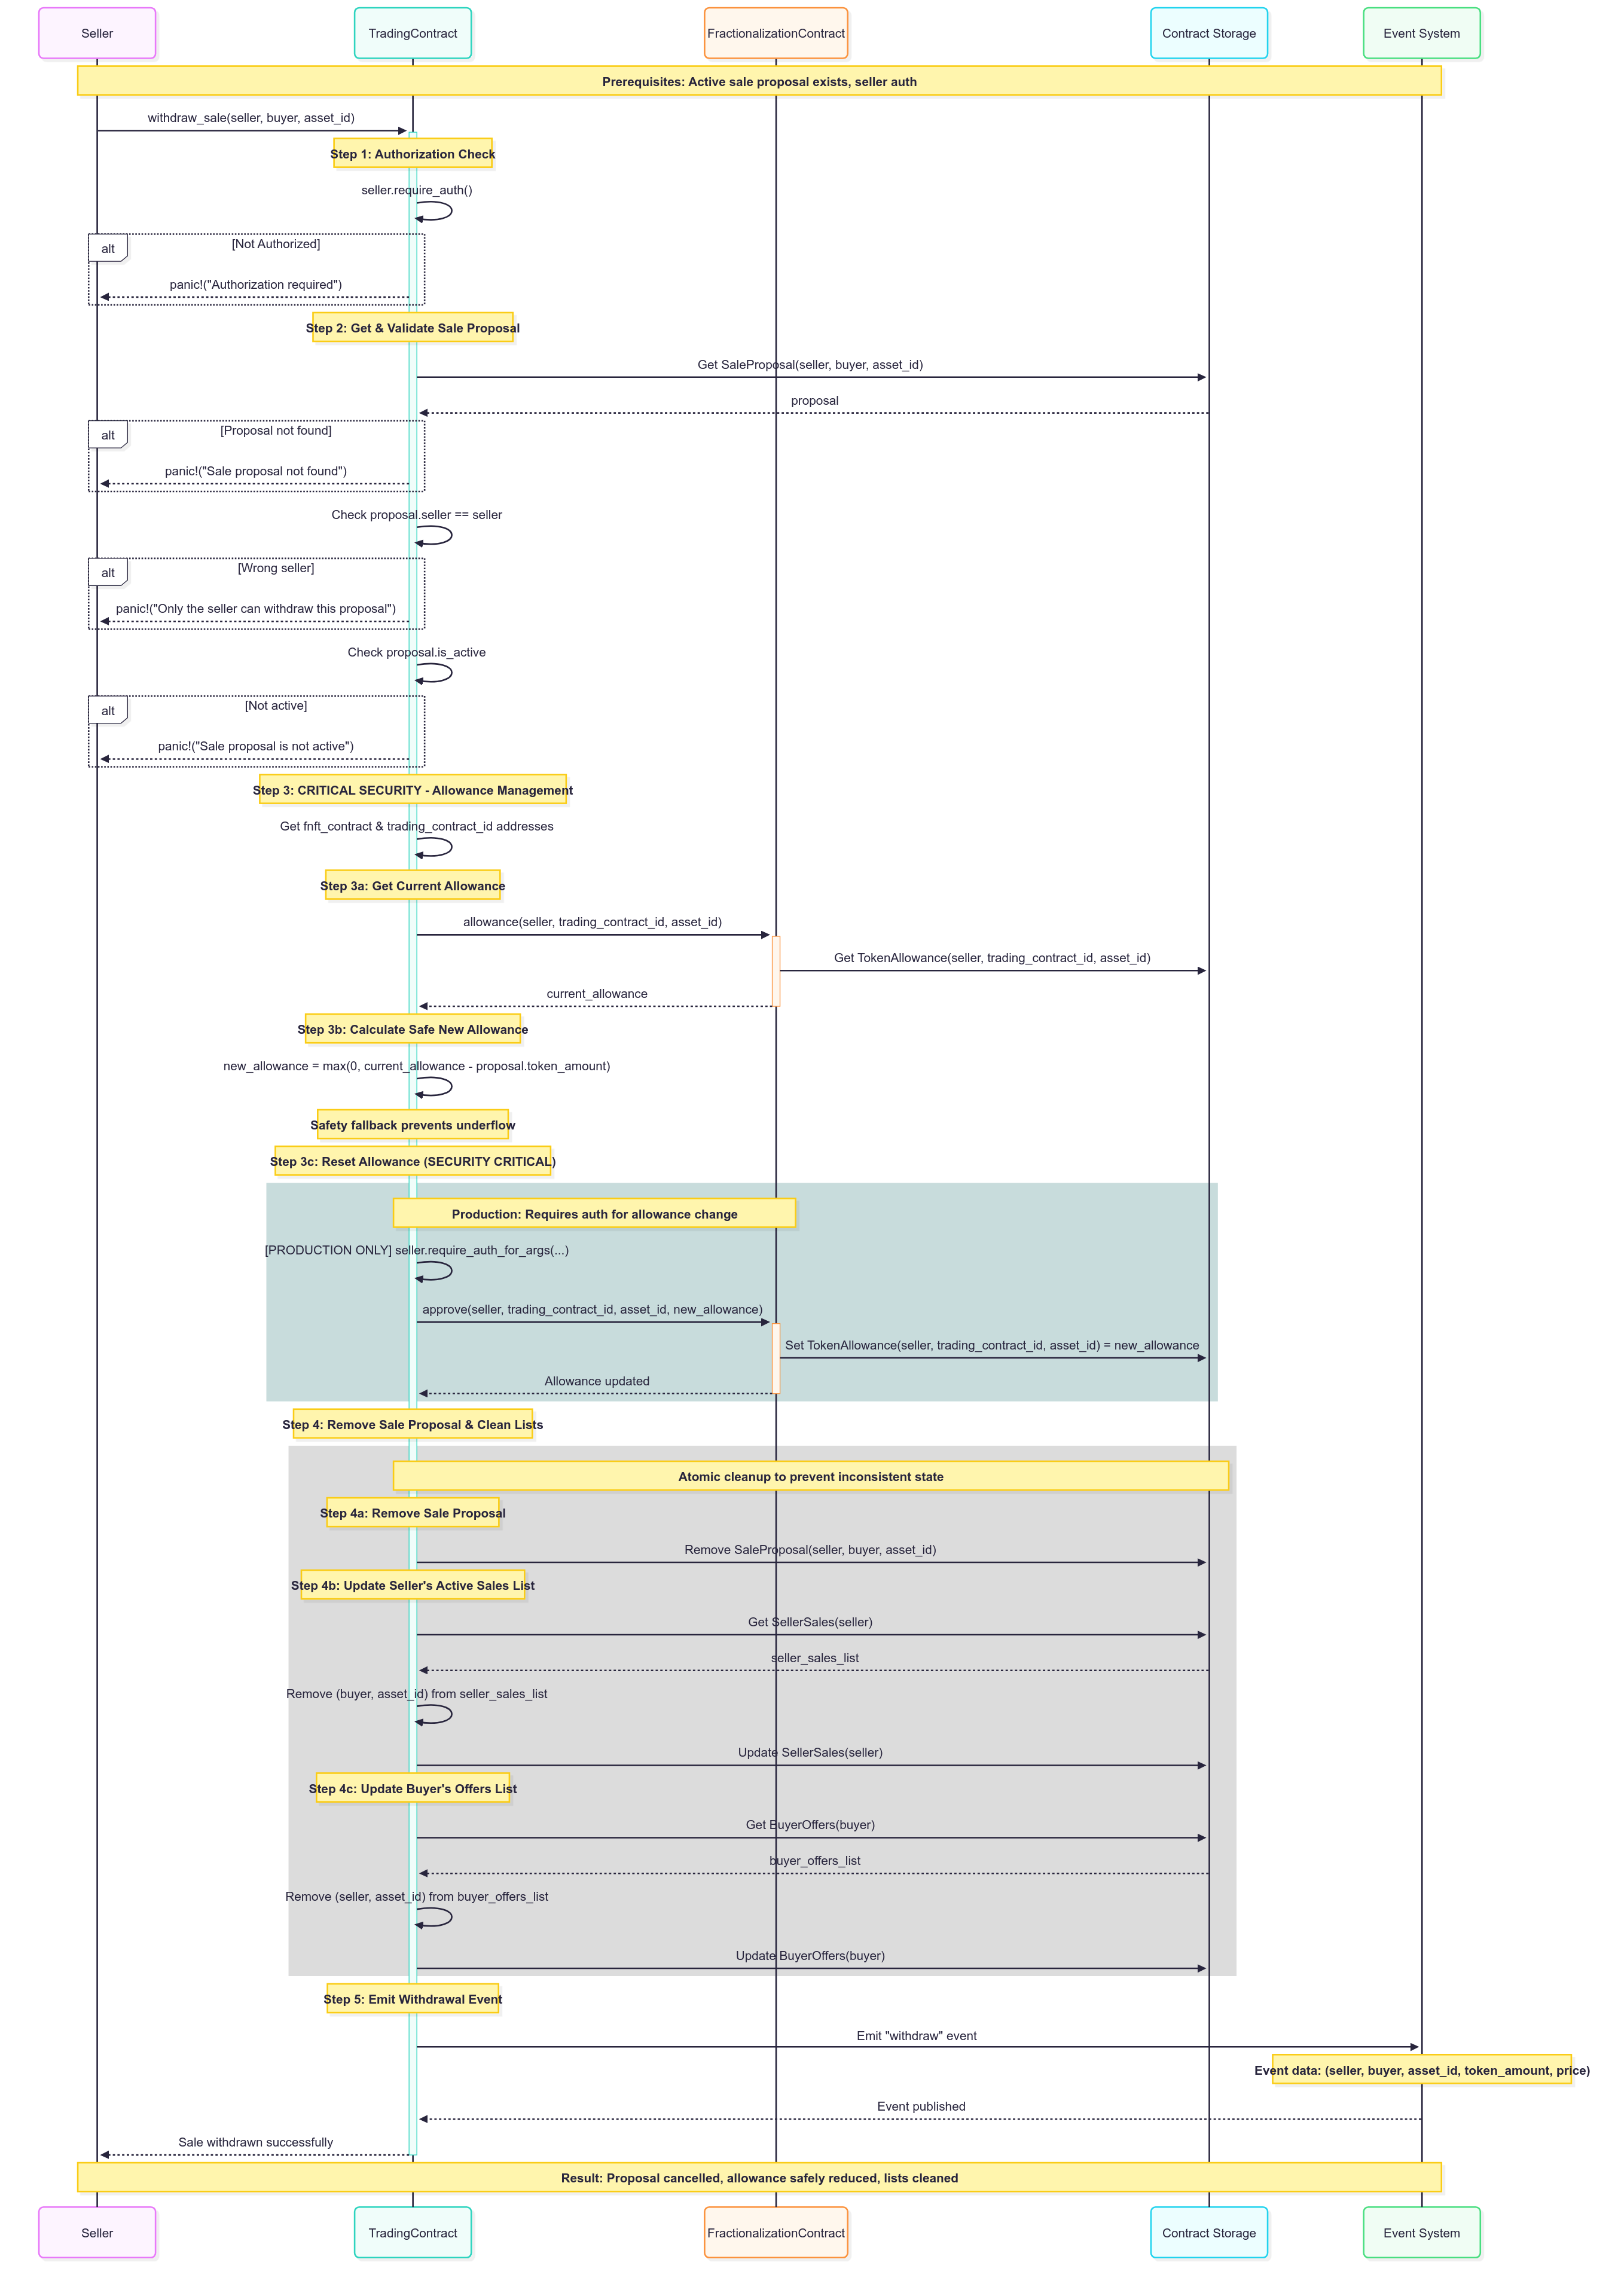 Seller
TradingContract
FractionalizationContract
Contract Storage
Event System
Prerequisites: Active sale proposal exists, seller auth
withdraw_sale(seller, buyer, asset_id)
Step 1: Authorization Check
seller.require_auth()
alt
[Not Authorized]
panic!("Authorization required")
Step 2: Get & Validate Sale Proposal
Get SaleProposal(seller, buyer, asset_id)
proposal
alt
[Proposal not found]
panic!("Sale proposal not found")
Check proposal.seller == seller
alt
[Wrong seller]
panic!("Only the seller can withdraw this proposal")
Check proposal.is_active
alt
[Not active]
panic!("Sale proposal is not active")
Step 3: CRITICAL SECURITY - Allowance Management
Get fnft_contract & trading_contract_id addresses
Step 3a: Get Current Allowance
allowance(seller, trading_contract_id, asset_id)
Get TokenAllowance(seller, trading_contract_id, asset_id)
current_allowance
Step 3b: Calculate Safe New Allowance
new_allowance = max(0, current_allowance - proposal.token_amount)
Safety fallback prevents underflow
Step 3c: Reset Allowance (SECURITY CRITICAL)
Production: Requires auth for allowance change
[PRODUCTION ONLY] seller.require_auth_for_args(...)
approve(seller, trading_contract_id, asset_id, new_allowance)
Set TokenAllowance(seller, trading_contract_id, asset_id) = new_allowance
Allowance updated
Step 4: Remove Sale Proposal & Clean Lists
Atomic cleanup to prevent inconsistent state
Step 4a: Remove Sale Proposal
Remove SaleProposal(seller, buyer, asset_id)
Step 4b: Update Seller's Active Sales List
Get SellerSales(seller)
seller_sales_list
Remove (buyer, asset_id) from seller_sales_list
Update SellerSales(seller)
Step 4c: Update Buyer's Offers List
Get BuyerOffers(buyer)
buyer_offers_list
Remove (seller, asset_id) from buyer_offers_list
Update BuyerOffers(buyer)
Step 5: Emit Withdrawal Event
Emit "withdraw" event
Event data: (seller, buyer, asset_id, token_amount, price)
Event published
Sale withdrawn successfully
Result: Proposal cancelled, allowance safely reduced, lists cleaned
Seller
TradingContract
FractionalizationContract
Contract Storage
Event System